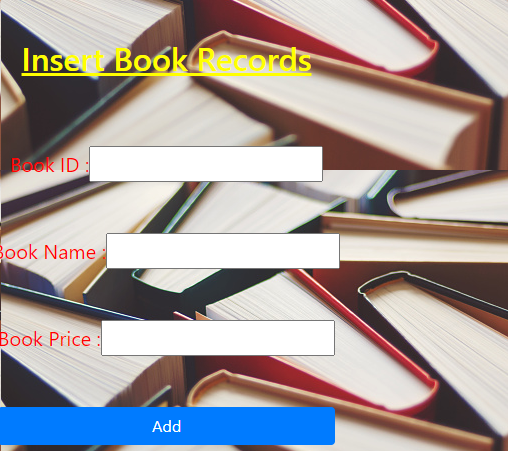 Insert Book Records
Book ID :
Book Name :
Book Price :
Add